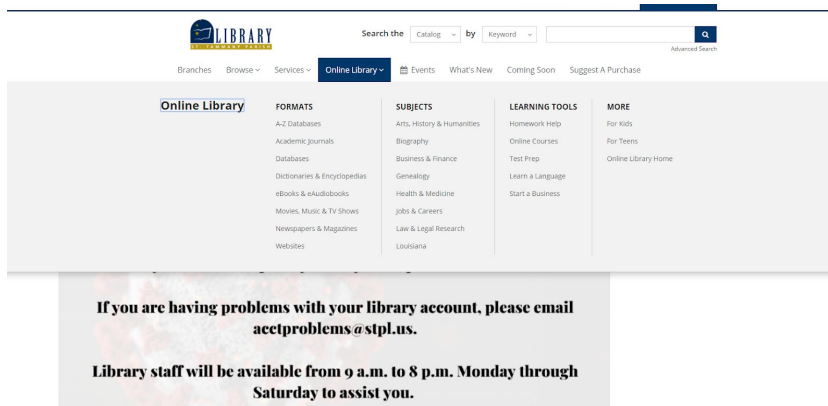 LIBRARY
ST. TAMMANY PARISH
Search the Catalog by Keyword
Advanced Search
Branches Browse Services Online Library Events What's New Coming Soon Suggest A Purchase
Online Library
FORMATS
A-Z Databases
Academic Journals
Databases
Dictionaries & Encyclopedias
eBooks & eAudiobooks
Movies, Music & TV Shows
Newspapers & Magazines
Websites
SUBJECTS
Arts, History & Humanities
Biography
Business & Finance
Genealogy
Health & Medicine
Jobs & Careers
Law & Legal Research
Louisiana
LEARNING TOOLS
Homework Help
Online Courses
Test Prep
Learn a Language
Start a Business
MORE
For Kids
For Teens
Online Library Home
If you are having problems with your library account, please email
acctproblems@stpl.us.
Library staff will be available from 9 a.m. to 8 p.m. Monday through
Saturday to assist you.